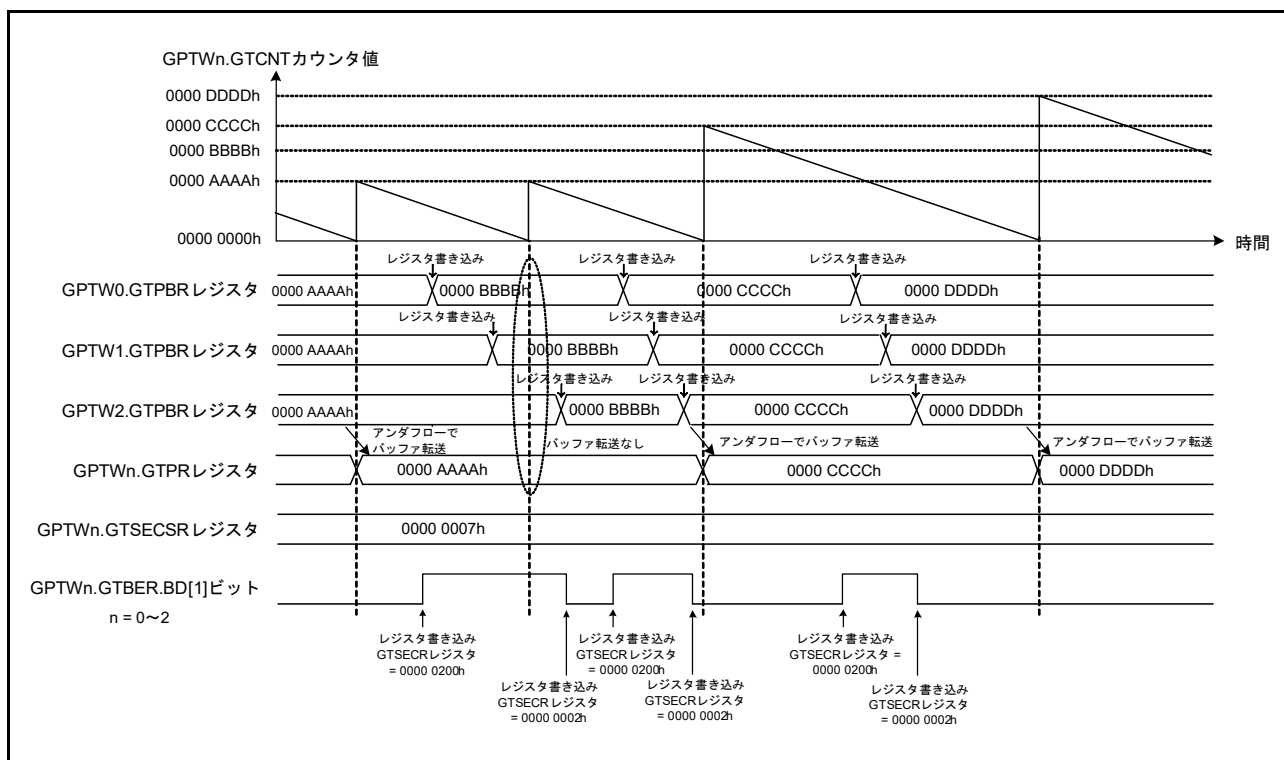 GPTWn.GTCNTカウンタ値
0000 DDDDh
0000 CCCCh
0000 BBBBh
0000 AAAAh
0000 0000h
時間
レジスタ書き込み レジスタ書き込み レジスタ書き込み
GPTW0.GTPBRレジスタ 0000 AAAAh 0000 BBBBh 0000 CCCCh 0000 DDDDh
レジスタ書き込み レジスタ書き込み レジスタ書き込み
GPTW1.GTPBRレジスタ 0000 AAAAh 0000 BBBBh 0000 CCCCh 0000 DDDDh
レジスタ書き込み レジスタ書き込み レジスタ書き込み
GPTW2.GTPBRレジスタ 0000 AAAAh 0000 BBBBh 0000 CCCCh 0000 DDDDh
アンダフローで
バッファ転送 バッファ転送なし アンダフローでバッファ転送 アンダフローでバッファ転送
GPTWn.GTPRレジスタ 0000 AAAAh 0000 CCCCh 0000 DDDDh
GPTWn.GTSECSRレジスタ 0000 0007h
GPTWn.GTBER.BD[1]ビット
n = 0~2
レジスタ書き込み
GTSECRレジスタ
= 0000 0200h
レジスタ書き込み
GTSECRレジスタ
= 0000 0002h
レジスタ書き込み
GTSECRレジスタ
= 0000 0200h
レジスタ書き込み
GTSECRレジスタ
= 0000 0002h
レジスタ書き込み
GTSECRレジスタ =
0000 0200h
レジスタ書き込み
GTSECRレジスタ
= 0000 0002h